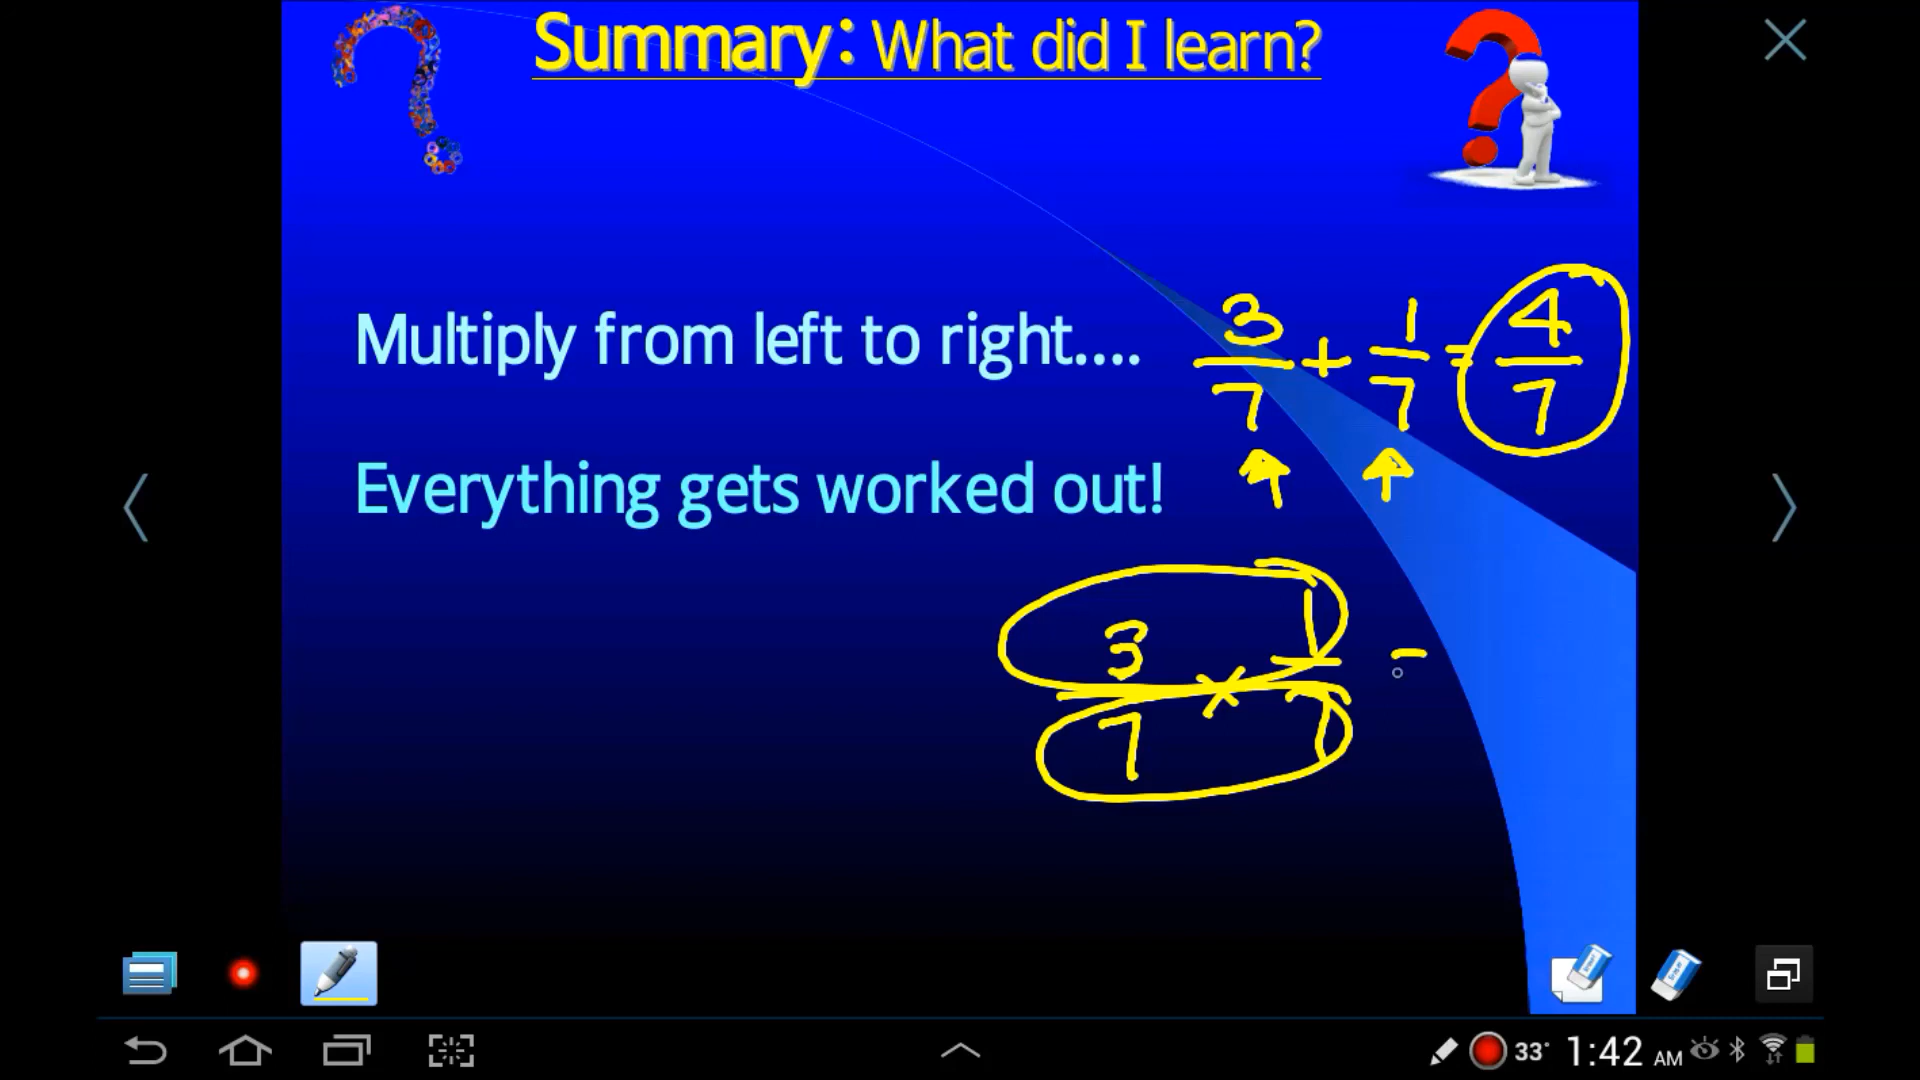 Summary: What did I learn?
Multiply from left to right....
3/7 + 1/7 = 4/7
Everything gets worked out!
3/7 × 1/7 -
33° 1:42 AM